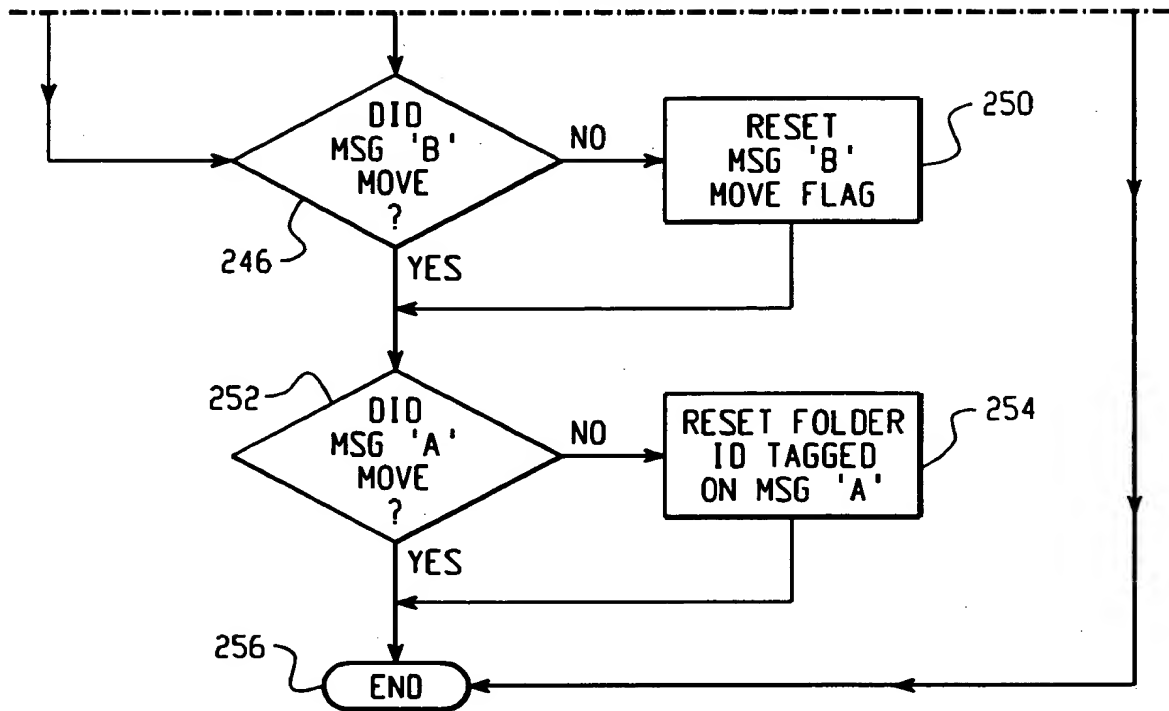 DID
MSG 'B'
MOVE
?
NO
RESET
MSG 'B'
MOVE FLAG
250
246
YES
252
DID
MSG 'A'
MOVE
?
NO
RESET FOLDER
ID TAGGED
ON MSG 'A'
254
YES
256
END